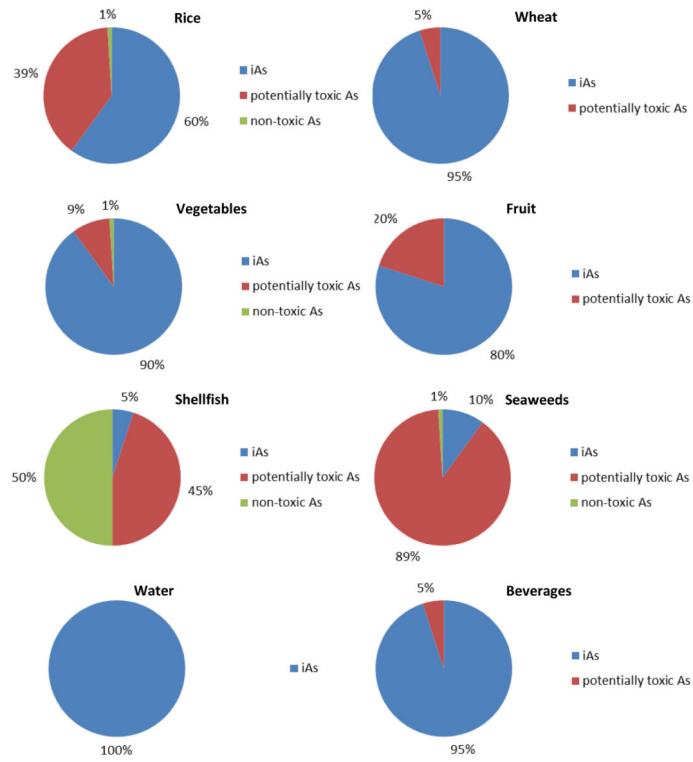 Rice
1%
39%
60%
iAs
potentially toxic As
non-toxic As
Wheat
5%
95%
iAs
potentially toxic As
Vegetables
9%
1%
90%
iAs
potentially toxic As
non-toxic As
Fruit
20%
80%
iAs
potentially toxic As
Shellfish
5%
50%
45%
iAs
potentially toxic As
non-toxic As
Seaweeds
1%
10%
89%
iAs
potentially toxic As
non-toxic As
Water
100%
iAs
Beverages
5%
95%
iAs
potentially toxic As